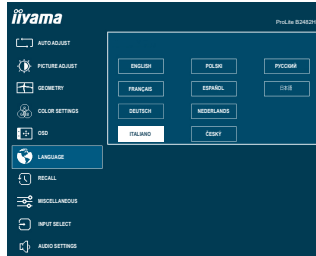 iiyama
ProLite B2482H
AUTO ADJUST
PICTURE ADJUST
GEOMETRY
COLOR SETTINGS
OSD
LANGUAGE
RECALL
MISCELLANEOUS
INPUT SELECT
AUDIO SETTINGS
ENGLISH
POLSKI
РУССКИЙ
FRANÇAIS
ESPAÑOL
日本語
DEUTSCH
NEDERLANDS
ITALIANO
ČESKÝ